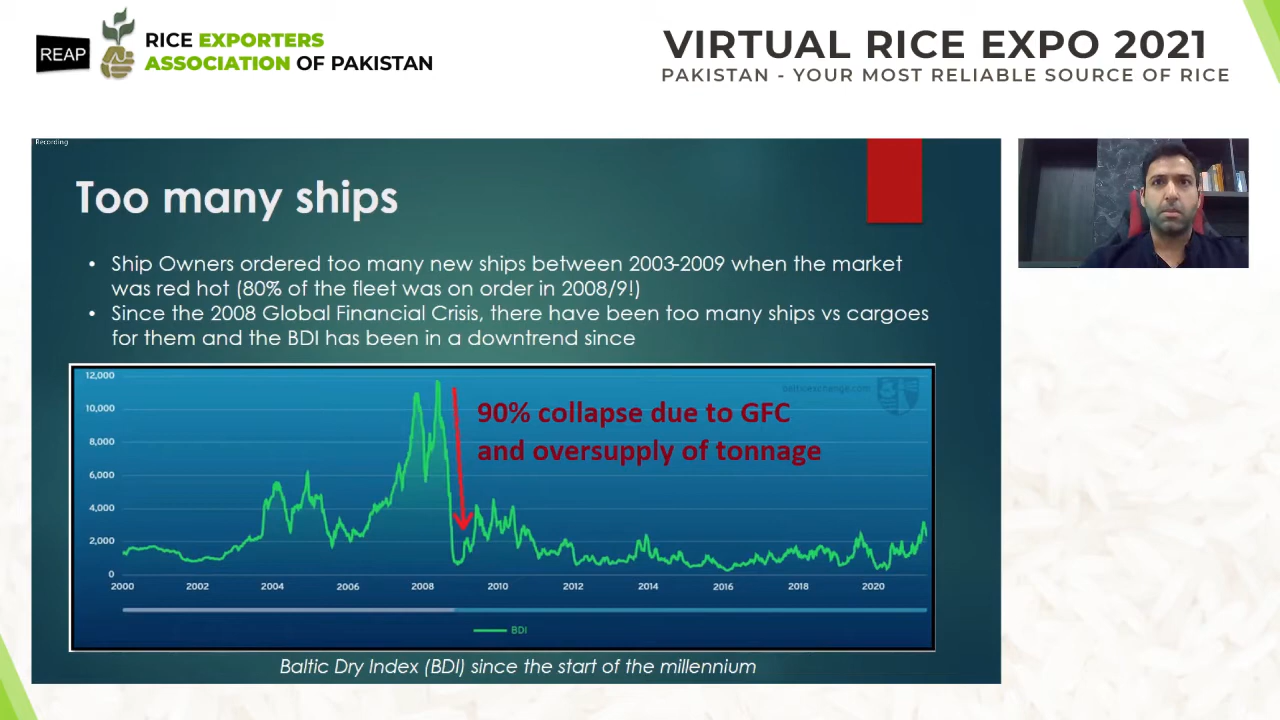 REAP
RICE EXPORTERS
ASSOCIATION OF PAKISTAN
VIRTUAL RICE EXPO 2021
PAKISTAN - YOUR MOST RELIABLE SOURCE OF RICE
Recording
Too many ships
• Ship Owners ordered too many new ships between 2003-2009 when the market
was red hot (80% of the fleet was on order in 2008/9!)
• Since the 2008 Global Financial Crisis, there have been too many ships vs cargoes
for them and the BDI has been in a downtrend since
12,000
10,000
8,000
6,000
4,000
2,000
0
balticexchange.com
90% collapse due to GFC
and oversupply of tonnage
2000 2002 2004 2006 2008 2010 2012 2014 2016 2018 2020
BDI
Baltic Dry Index (BDI) since the start of the millennium